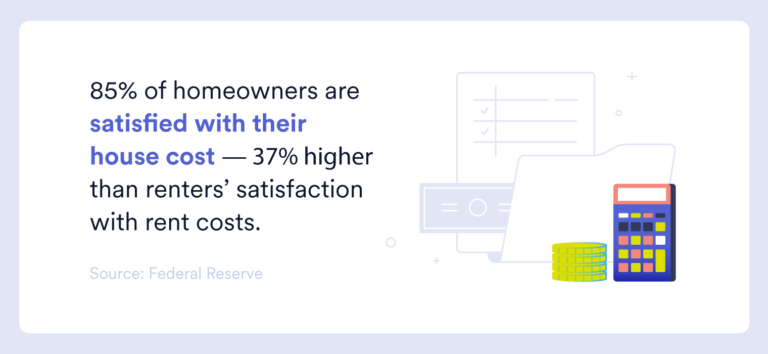 85% of homeowners are
satisfied with their
house cost — 37% higher
than renters’ satisfaction
with rent costs.
Source: Federal Reserve